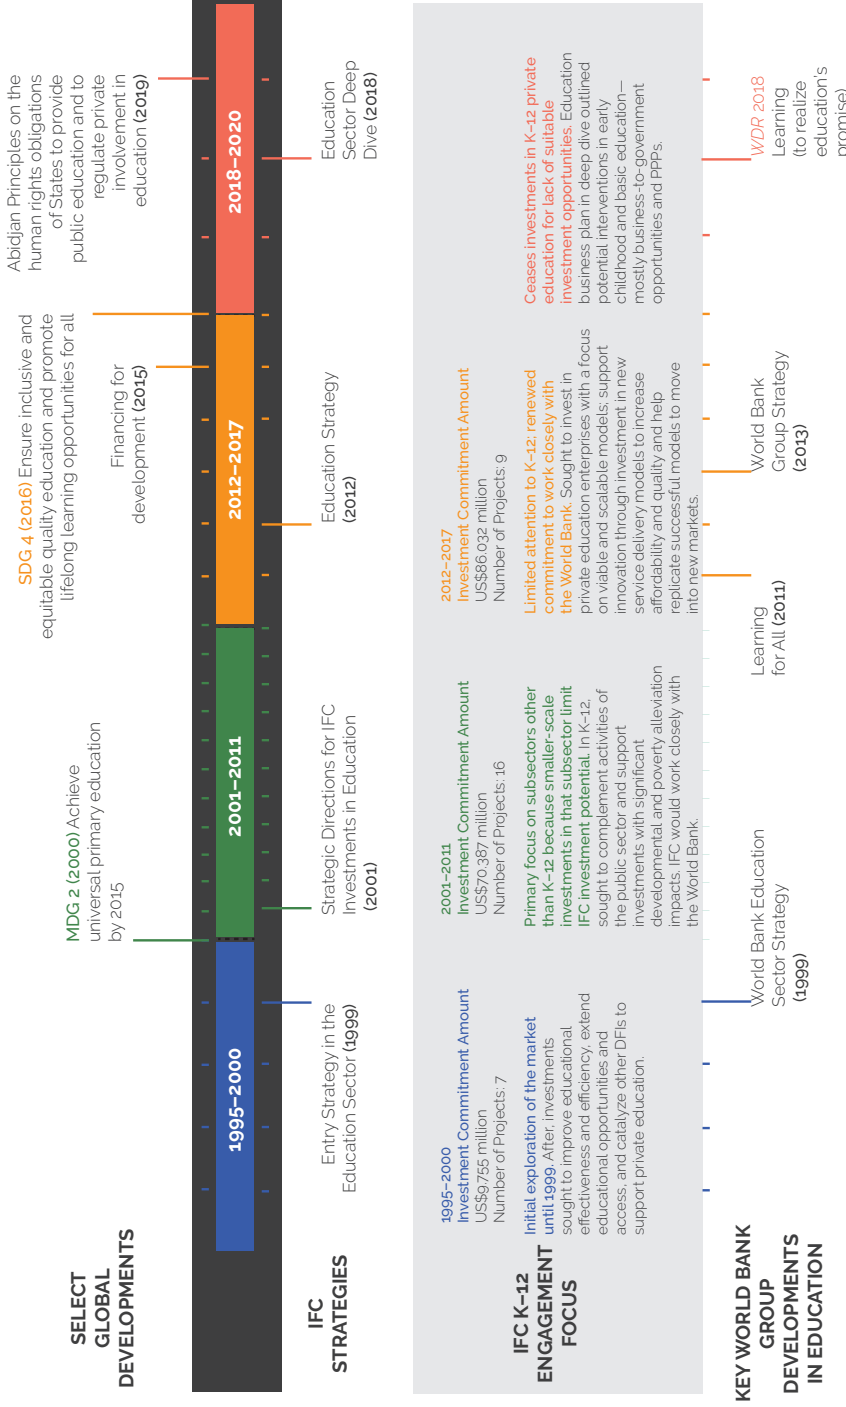 SELECT
GLOBAL
DEVELOPMENTS
MDG 2 (2000) Achieve
universal primary education
by 2015
SDG 4 (2016) Ensure inclusive and
equitable quality education and promote
lifelong learning opportunities for all
Financing for
development (2015)
Abidjan Principles on the
human rights obligations
of States to provide
public education and to
regulate private
involvement in
education (2019)
1995–2000
2001–2011
2012–2017
2018–2020
IFC
STRATEGIES
Entry Strategy in the
Education Sector (1999)
Strategic Directions for IFC
Investments in Education
(2001)
Education Strategy
(2012)
Education
Sector Deep
Dive (2018)
IFC K–12
ENGAGEMENT
FOCUS
1995–2000
Investment Commitment Amount
US$9.755 million
Number of Projects: 7
Initial exploration of the market
until 1999. After, investments
sought to improve educational
effectiveness and efficiency, extend
educational opportunities and
access, and catalyze other DFIs to
support private education.
2001–2011
Investment Commitment Amount
US$70.387 million
Number of Projects: 16
Primary focus on subsectors other
than K–12 because smaller-scale
investments in that subsector limit
IFC investment potential. In K–12,
sought to complement activities of
the public sector and support
investments with significant
developmental and poverty alleviation
impacts. IFC would work closely with
the World Bank.
2012–2017
Investment Commitment Amount
US$86.032 million
Number of Projects: 9
Limited attention to K–12; renewed
commitment to work closely with
the World Bank. Sought to invest in
private education enterprises with a focus
on viable and scalable models; support
innovation through investment in new
service delivery models to increase
affordability and quality and help
replicate successful models to move
into new markets.
Ceases investments in K–12 private
education for lack of suitable
investment opportunities. Education
business plan in deep dive outlined
potential interventions in early
childhood and basic education—
mostly business-to-government
opportunities and PPPs.
KEY WORLD BANK
GROUP
DEVELOPMENTS
IN EDUCATION
World Bank Education
Sector Strategy
(1999)
Learning
for All (2011)
World Bank
Group Strategy
(2013)
WDR 2018
Learning
(to realize
education's
promise)